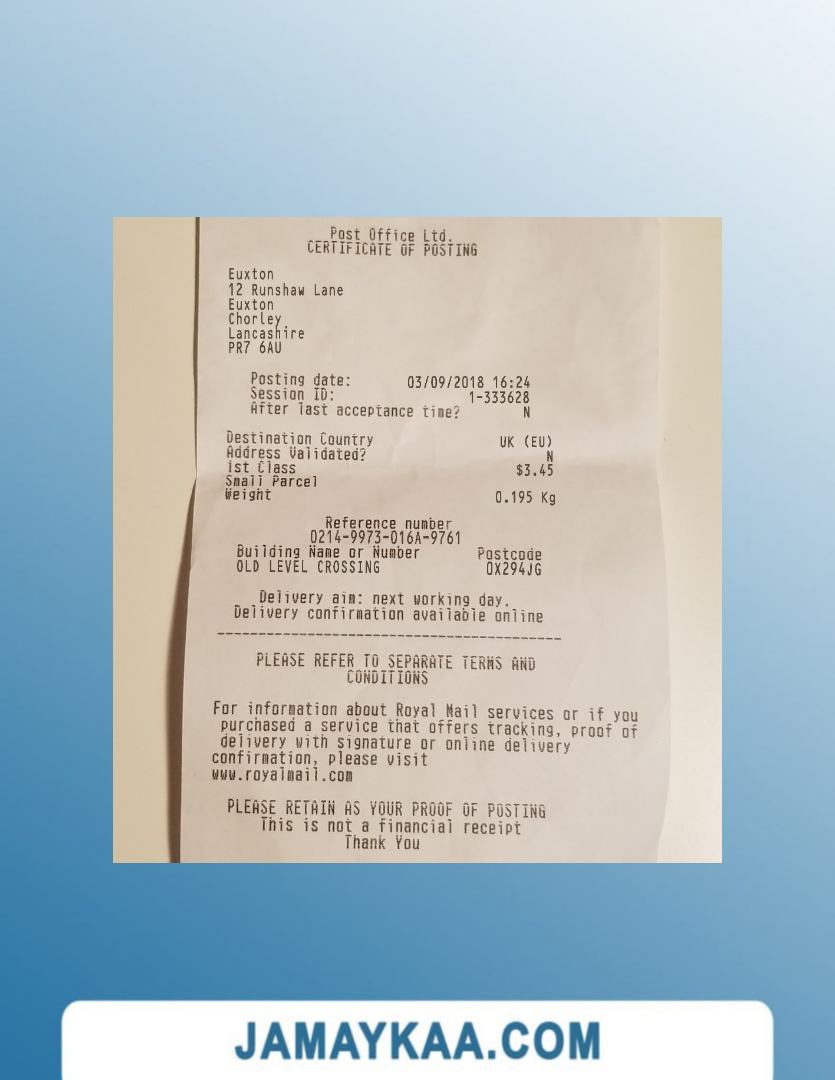 Post Office Ltd.
CERTIFICATE OF POSTING
Euxton
12 Runshaw Lane
Euxton
Chorley
Lancashire
PR7 6AU
Posting date: 03/09/2018 16:24
Session ID: 1-333628
After last acceptance time? N
Destination Country UK (EU)
Address Validated? N
1st Class $3.45
Small Parcel
Weight 0.195 Kg
Reference number
0214-9973-016A-9761
Building Name or Number Postcode
OLD LEVEL CROSSING OX294JG
Delivery aim: next working day.
Delivery confirmation available online
----------------------------------------
PLEASE REFER TO SEPARATE TERMS AND
CONDITIONS
For information about Royal Mail services or if you
purchased a service that offers tracking, proof of
delivery with signature or online delivery
confirmation, please visit
www.royalmail.com
PLEASE RETAIN AS YOUR PROOF OF POSTING
This is not a financial receipt
Thank You
JAMAYKAA.COM